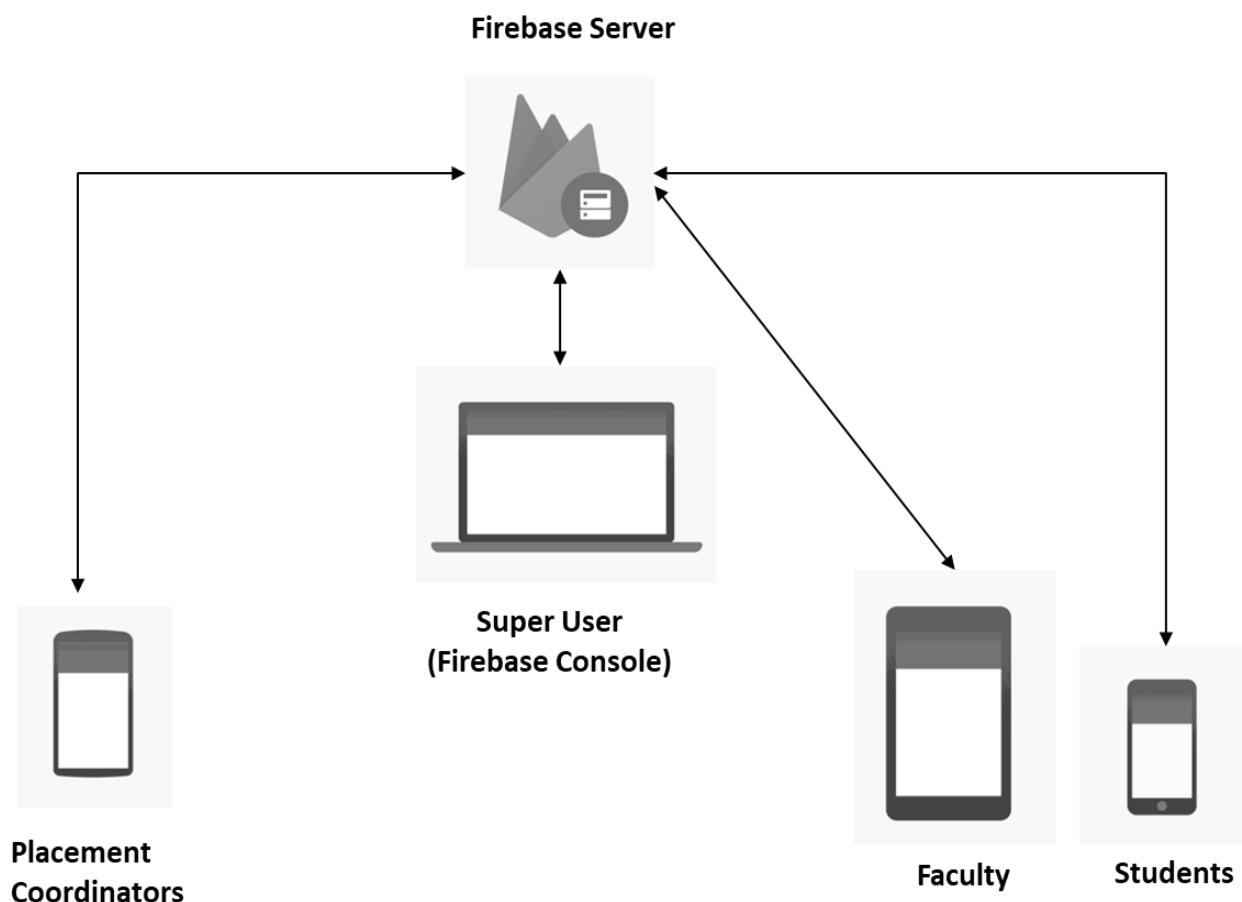 Firebase Server
Super User
(Firebase Console)
Placement
Coordinators
Faculty
Students